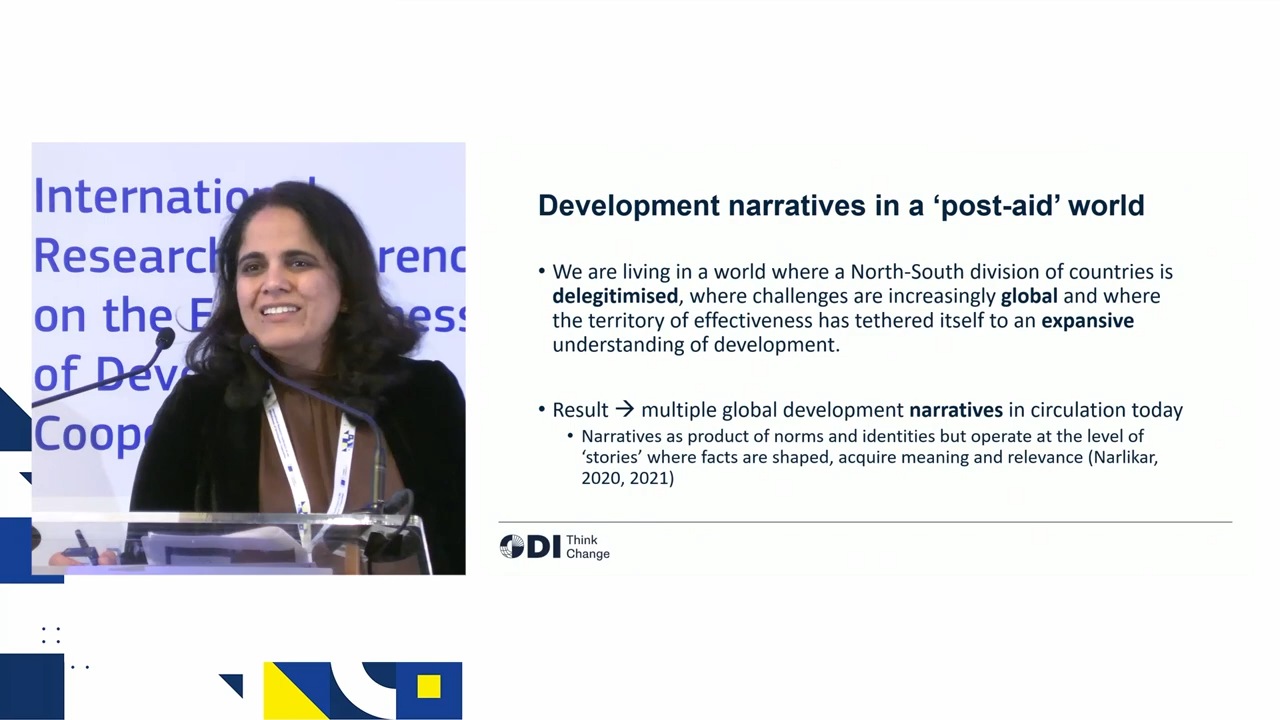 International
Research
renc
on the E
ess
of Deve
Coope
Development narratives in a ‘post-aid’ world
• We are living in a world where a North-South division of countries is
delegitimised, where challenges are increasingly global and where
the territory of effectiveness has tethered itself to an expansive
understanding of development.
• Result → multiple global development narratives in circulation today
• Narratives as product of norms and identities but operate at the level of
‘stories’ where facts are shaped, acquire meaning and relevance (Narlikar,
2020, 2021)
ODI Think
Change